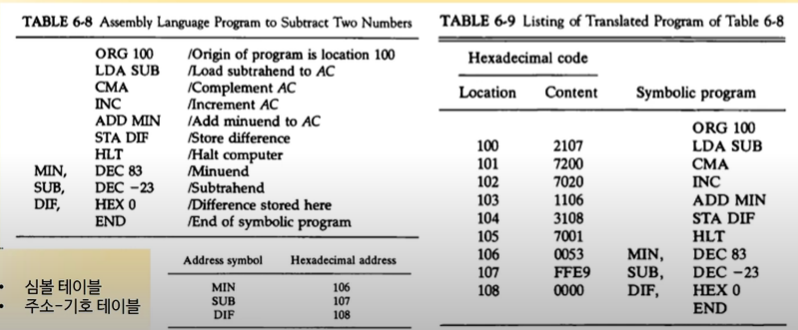 TABLE 6-8 Assembly Language Program to Subtract Two Numbers
ORG 100 /Origin of program is location 100
LDA SUB /Load subtrahend to AC
CMA /Complement AC
INC /Increment AC
ADD MIN /Add minuend to AC
STA DIF /Store difference
HLT /Halt computer
MIN, DEC 83 /Minuend
SUB, DEC −23 /Subtrahend
DIF, HEX 0 /Difference stored here
END /End of symbolic program
• 심볼 테이블
• 주소-기호 테이블
Address symbol Hexadecimal address
MIN 106
SUB 107
DIF 108
TABLE 6-9 Listing of Translated Program of Table 6-8
Hexadecimal code
Location Content Symbolic program
ORG 100
100 2107 LDA SUB
101 7200 CMA
102 7020 INC
103 1106 ADD MIN
104 3108 STA DIF
105 7001 HLT
106 0053 MIN, DEC 83
107 FFE9 SUB, DEC −23
108 0000 DIF, HEX 0
END